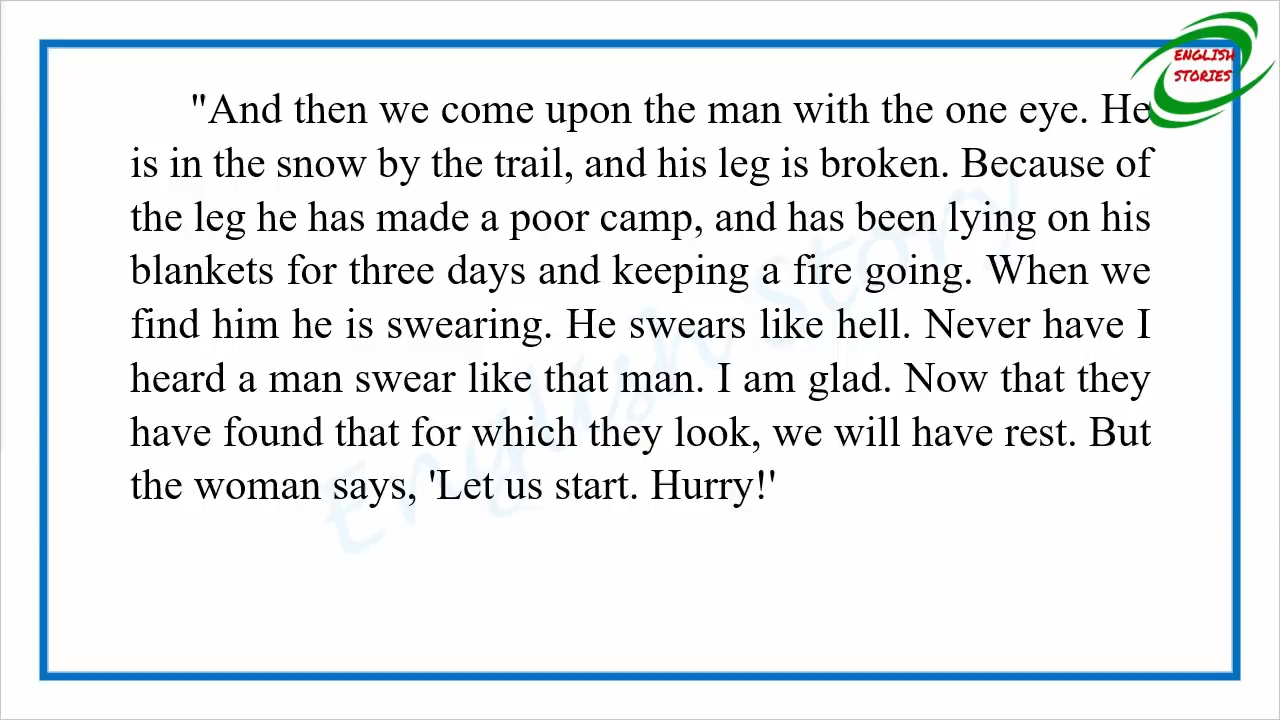 ENGLISH
STORIES
"And then we come upon the man with the one eye. He
is in the snow by the trail, and his leg is broken. Because of
the leg he has made a poor camp, and has been lying on his
blankets for three days and keeping a fire going. When we
find him he is swearing. He swears like hell. Never have I
heard a man swear like that man. I am glad. Now that they
have found that for which they look, we will have rest. But
the woman says, 'Let us start. Hurry!'
English Story